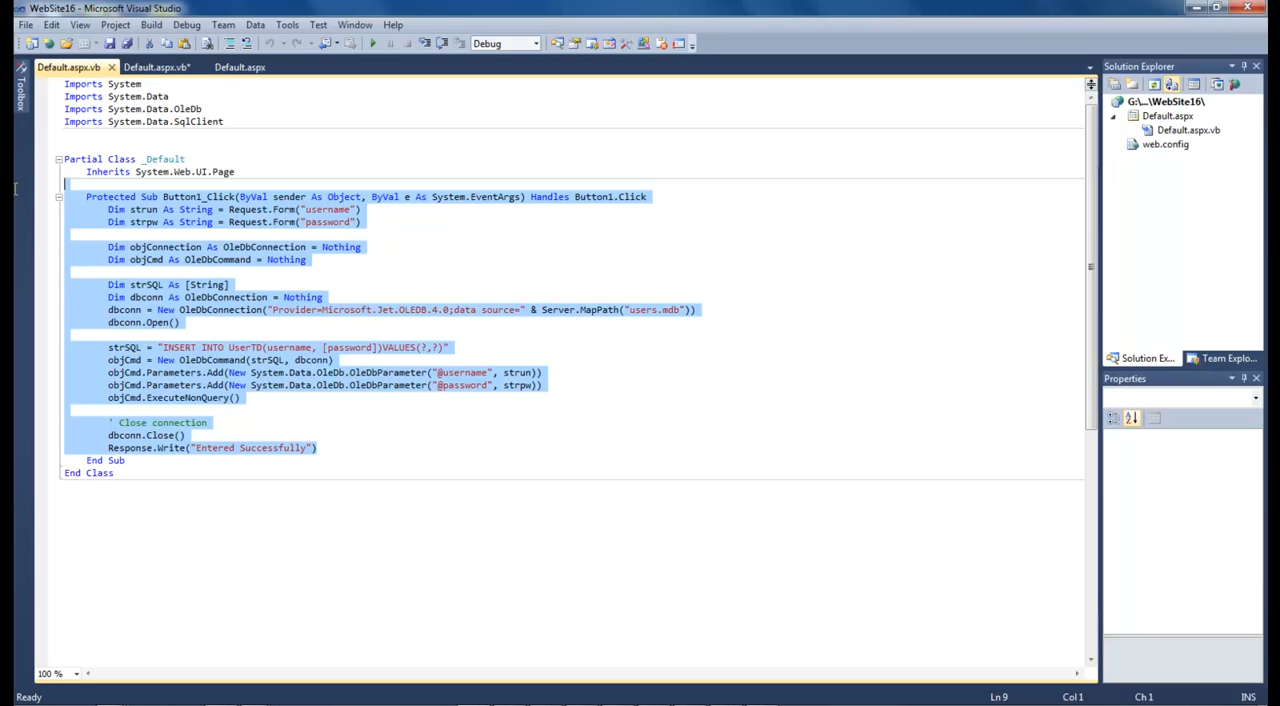 WebSite16 - Microsoft Visual Studio
File Edit View Project Build Debug Team Data Tools Test Window Help
Debug
Default.aspx.vb Default.aspx.vb* Default.aspx
Toolbox
Imports System
Imports System.Data
Imports System.Data.OleDb
Imports System.Data.SqlClient
Partial Class _Default
Inherits System.Web.UI.Page
Protected Sub Button1_Click(ByVal sender As Object, ByVal e As System.EventArgs) Handles Button1.Click
Dim strun As String = Request.Form("username")
Dim strpw As String = Request.Form("password")
Dim objConnection As OleDbConnection = Nothing
Dim objCmd As OleDbCommand = Nothing
Dim strSQL As [String]
Dim dbconn As OleDbConnection = Nothing
dbconn = New OleDbConnection("Provider=Microsoft.Jet.OLEDB.4.0;data source=" & Server.MapPath("users.mdb"))
dbconn.Open()
strSQL = "INSERT INTO UserTD(username, [password])VALUES(?,?)"
objCmd = New OleDbCommand(strSQL, dbconn)
objCmd.Parameters.Add(New System.Data.OleDb.OleDbParameter("@username", strun))
objCmd.Parameters.Add(New System.Data.OleDb.OleDbParameter("@password", strpw))
objCmd.ExecuteNonQuery()
' Close connection
dbconn.Close()
Response.Write("Entered Successfully")
End Sub
End Class
100 %
Solution Explorer
G:\...\WebSite16\
Default.aspx
Default.aspx.vb
web.config
Solution Ex... Team Explo...
Properties
Ready Ln 9 Col 1 Ch 1 INS